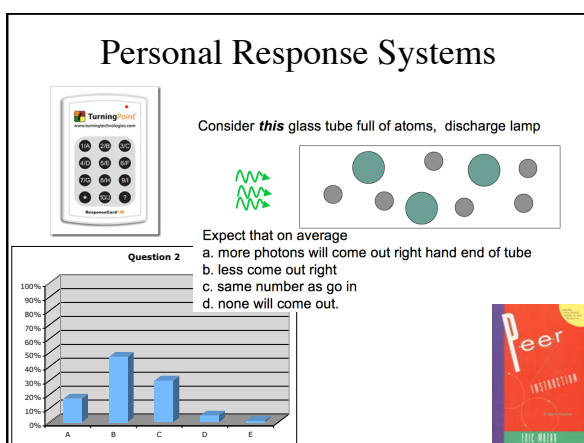 Personal Response Systems
TurningPoint
www.turningtechnologies.com
1/A 2/B 3/C
4/D 5/E 6/F
7/G 8/H 9/I
10/J ?
ResponseCard
Consider this glass tube full of atoms, discharge lamp
Expect that on average
a. more photons will come out right hand end of tube
b. less come out right
c. same number as go in
d. none will come out.
Question 2
100%
90%
80%
70%
60%
50%
40%
30%
20%
10%
0%
A B C D E
Peer
INSTRUCTION
ERIC MAZUR